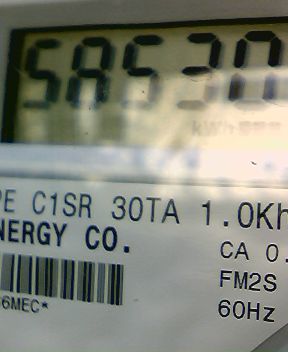 58530
kWh
PE C1SR 30TA 1.0Kh
NERGY CO.
CA 0.
FM2S
6MEC*
60Hz